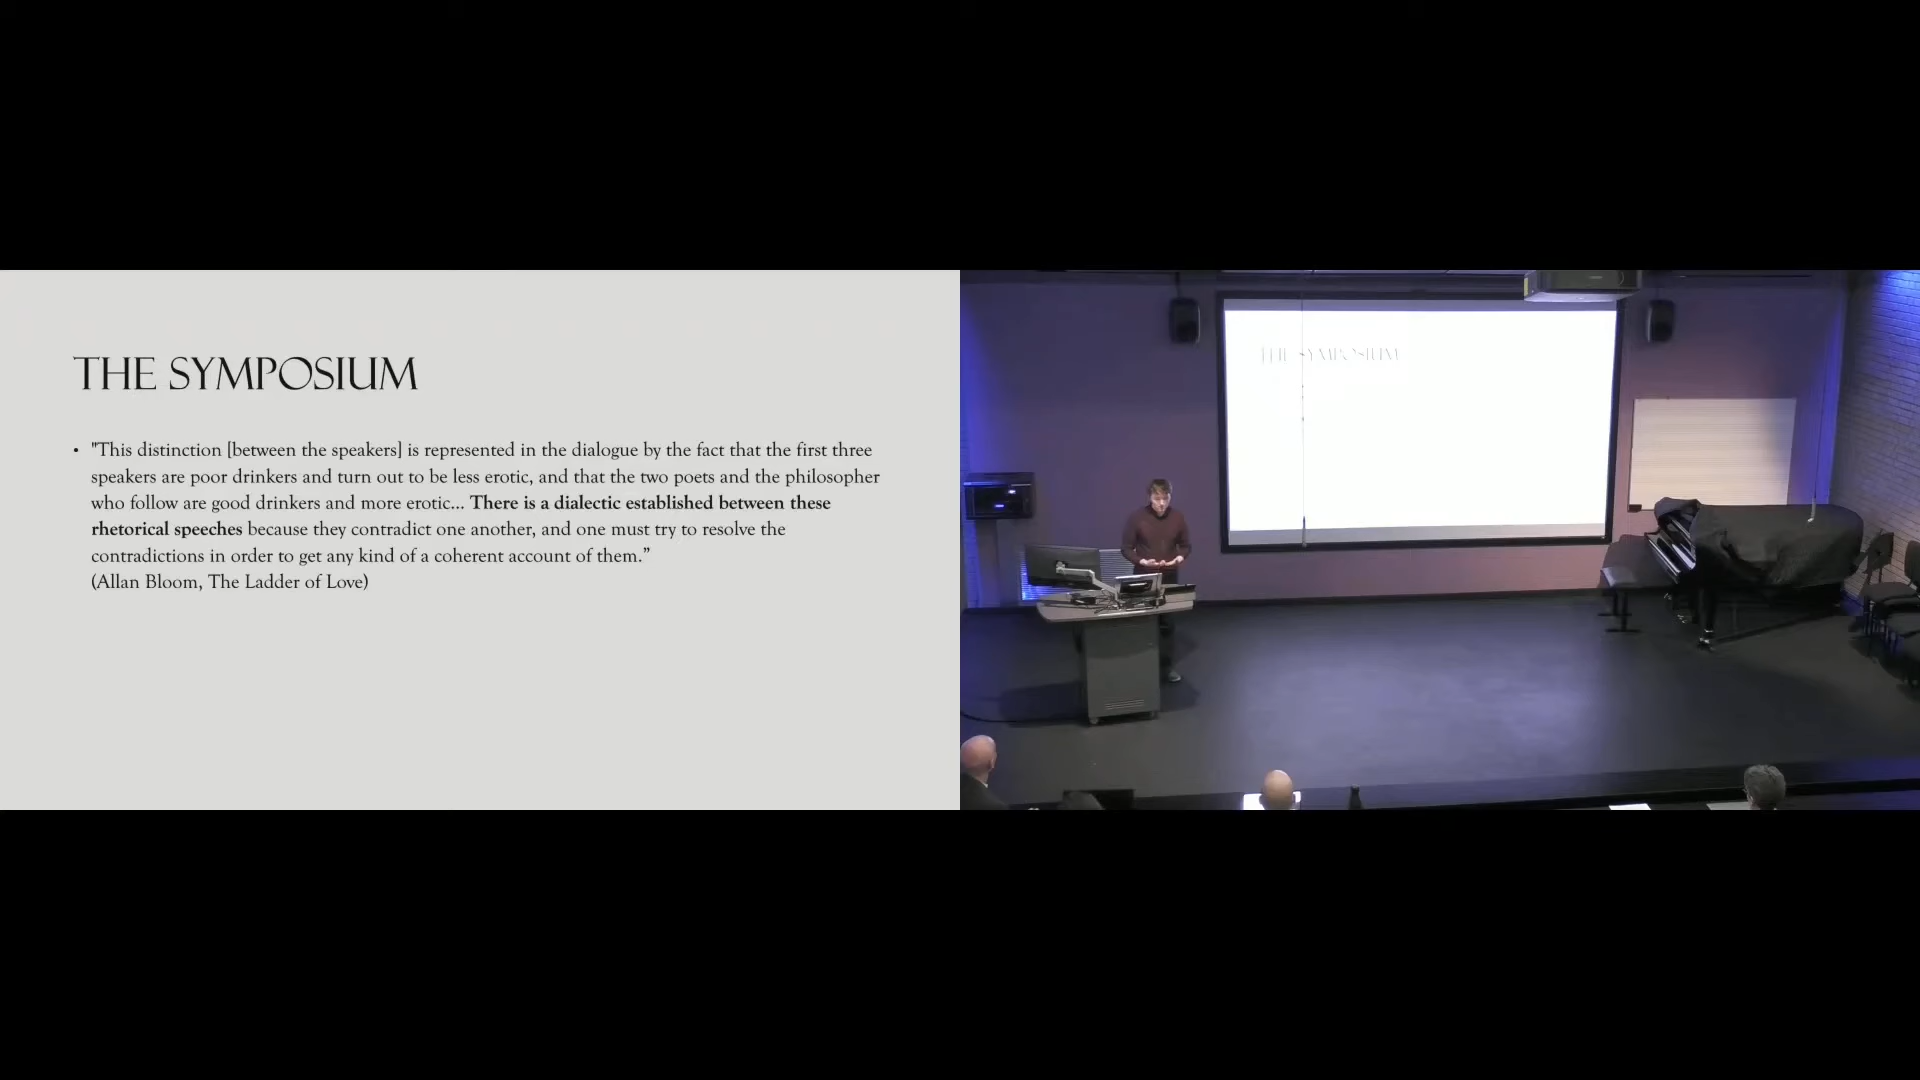 THE SYMPOSIUM
• "This distinction [between the speakers] is represented in the dialogue by the fact that the first three
speakers are poor drinkers and turn out to be less erotic, and that the two poets and the philosopher
who follow are good drinkers and more erotic... There is a dialectic established between these
rhetorical speeches because they contradict one another, and one must try to resolve the
contradictions in order to get any kind of a coherent account of them.”
(Allan Bloom, The Ladder of Love)
THE SYMPOSIUM